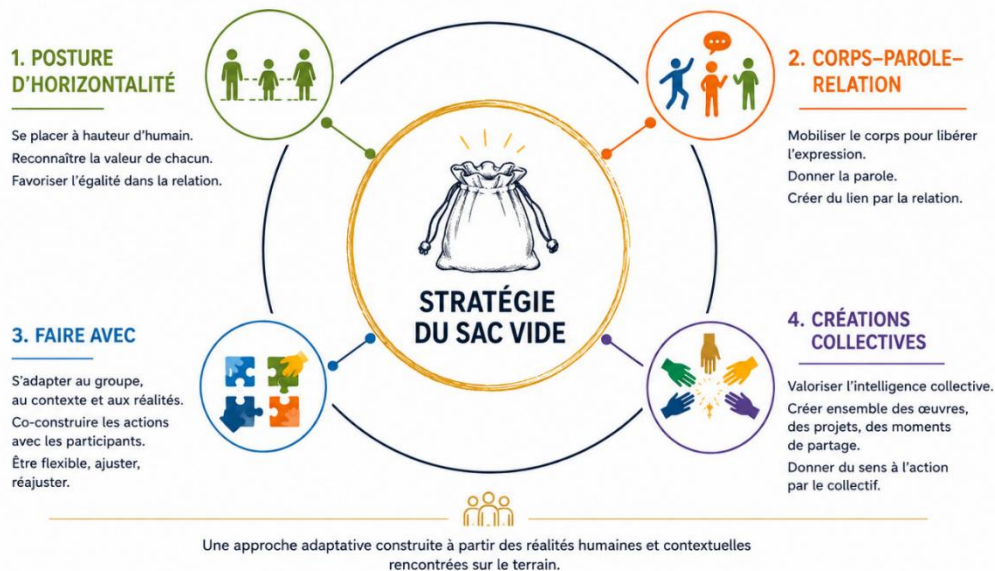 1. POSTURE
D'HORIZONTALITÉ
Se placer à hauteur d'humain.
Reconnaître la valeur de chacun.
Favoriser l'égalité dans la relation.
2. CORPS–PAROLE–
RELATION
Mobiliser le corps pour libérer
l'expression.
Donner la parole.
Créer du lien par la relation.
STRATÉGIE
DU SAC VIDE
3. FAIRE AVEC
S'adapter au groupe,
au contexte et aux réalités.
Co-construire les actions
avec les participants.
Être flexible, ajuster,
réajuster.
4. CRÉATIONS
COLLECTIVES
Valoriser l'intelligence collective.
Créer ensemble des œuvres,
des projets, des moments
de partage.
Donner du sens à l'action
par le collectif.
Une approche adaptative construite à partir des réalités humaines et contextuelles
rencontrées sur le terrain.